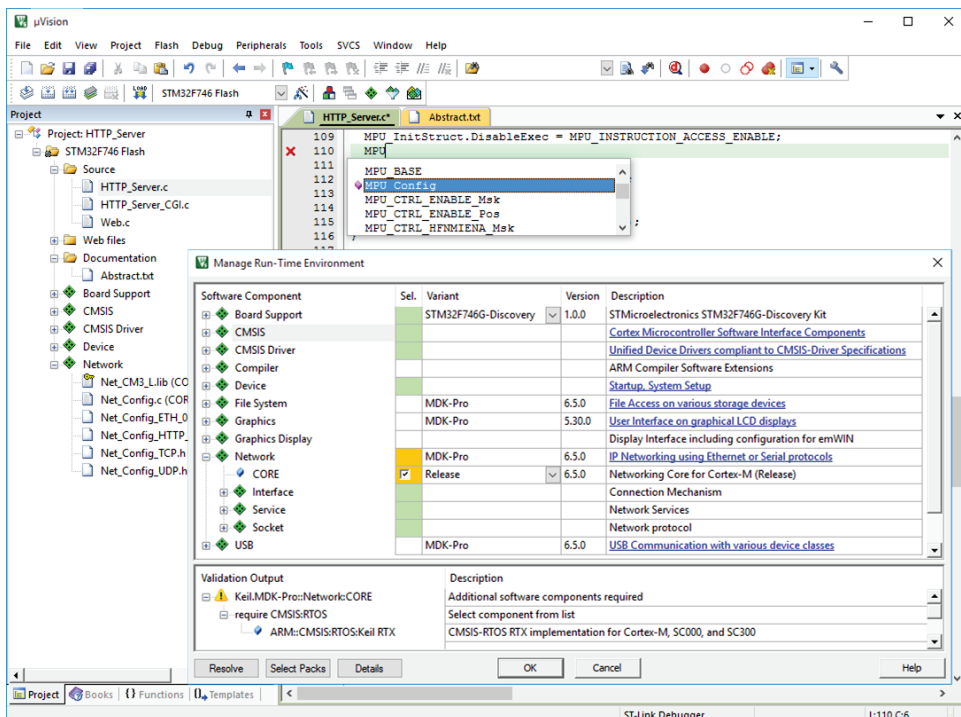 µVision
File Edit View Project Flash Debug Peripherals Tools SVCS Window Help
LOAD STM32F746 Flash
Project
HTTP_Server.c* Abstract.txt
Project: HTTP_Server
STM32F746 Flash
Source
HTTP_Server.c
HTTP_Server_CGI.c
Web.c
Web files
Documentation
Abstract.txt
Board Support
CMSIS
CMSIS Driver
Device
Network
Net_CM3_L.lib (CO
Net_Config.c (COR
Net_Config_ETH_0
Net_Config_HTTP_
Net_Config_TCP.h
Net_Config_UDP.h
109 MPU_InitStruct.DisableExec = MPU_INSTRUCTION_ACCESS_ENABLE;
110 MPU
111
112 ;
113
114
115 ;
116
MPU_BASE
MPU_Config
MPU_CTRL_ENABLE_Msk
MPU_CTRL_ENABLE_Pos
MPU_CTRL_HFNMIENA_Msk
Manage Run-Time Environment
Software Component Sel. Variant Version Description
Board Support STM32F746G-Discovery 1.0.0 STMicroelectronics STM32F746G-Discovery Kit
CMSIS Cortex Microcontroller Software Interface Components
CMSIS Driver Unified Device Drivers compliant to CMSIS-Driver Specifications
Compiler ARM Compiler Software Extensions
Device Startup, System Setup
File System MDK-Pro 6.5.0 File Access on various storage devices
Graphics MDK-Pro 5.30.0 User Interface on graphical LCD displays
Graphics Display Display Interface including configuration for emWIN
Network MDK-Pro 6.5.0 IP Networking using Ethernet or Serial protocols
CORE Release 6.5.0 Networking Core for Cortex-M (Release)
Interface Connection Mechanism
Service Network Services
Socket Network protocol
USB MDK-Pro 6.5.0 USB Communication with various device classes
Validation Output Description
Keil.MDK-Pro::Network:CORE Additional software components required
require CMSIS:RTOS Select component from list
ARM::CMSIS:RTOS:Keil RTX CMSIS-RTOS RTX implementation for Cortex-M, SC000, and SC300
Resolve Select Packs Details OK Cancel Help
Project Books {} Functions 0 Templates
ST-Link Debugger L:110 C:6